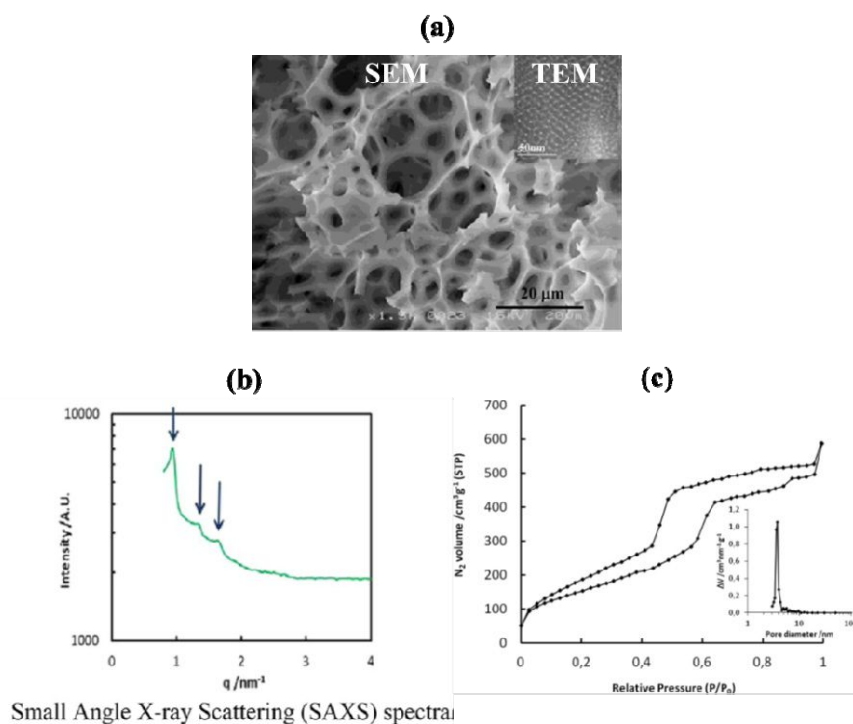 (a)
SEM
TEM
40nm
20 µm
(b)
(c)
10000
1000
Intensity /A.U.
0
1
2
3
4
q /nm⁻¹
Small Angle X-ray Scattering (SAXS) spectra
700
600
500
400
300
200
100
0
N₂ volume /cm³g⁻¹ (STP)
0
0,2
0,4
0,6
0,8
1
Relative Pressure (P/P₀)
1,2
1,0
0,8
0,6
0,4
0,2
0,0
ΔV /cm³nm⁻¹g⁻¹
1
10
Pore diameter /nm